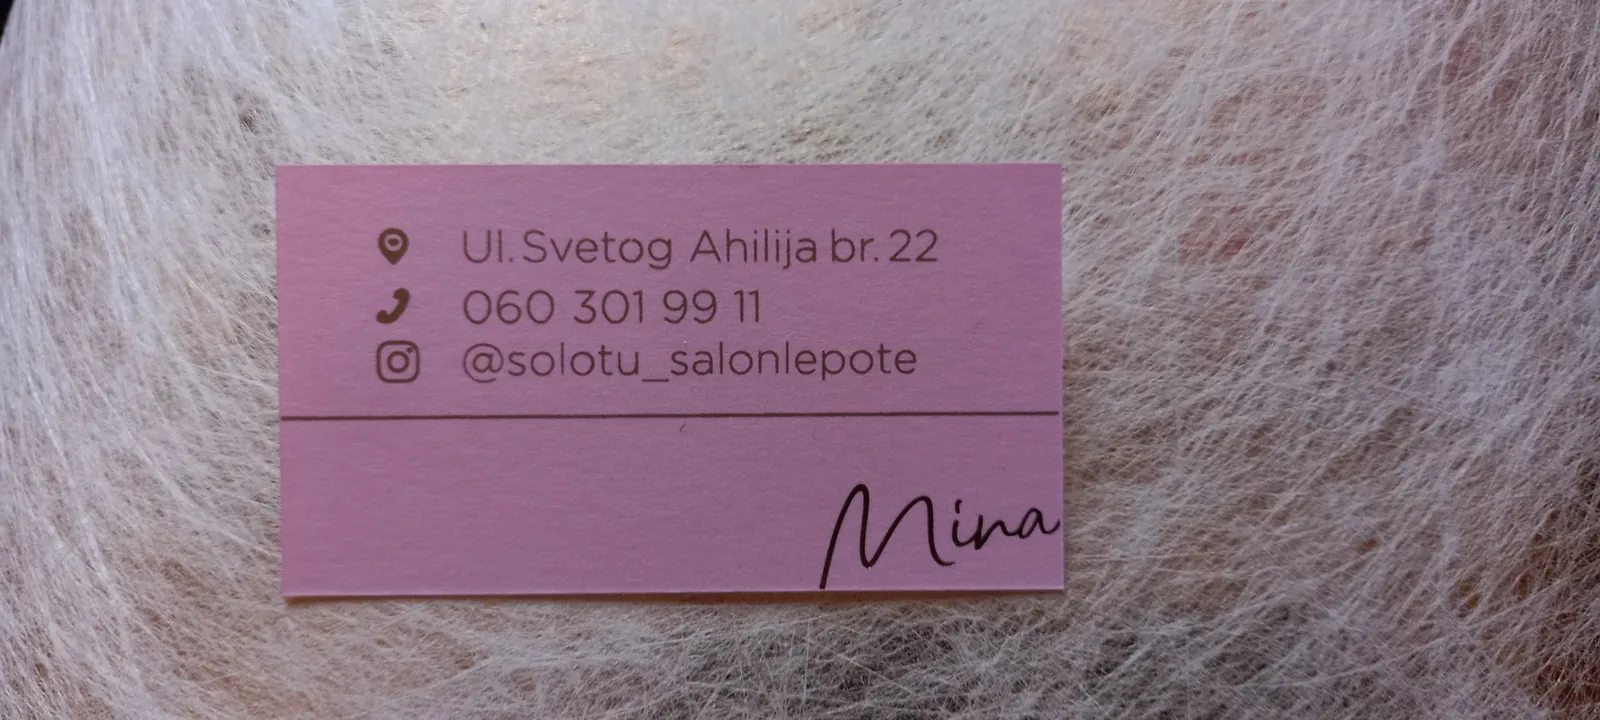 Ul. Svetog Ahilija br. 22
060 301 99 11
@solotu_salonlepote
Mina